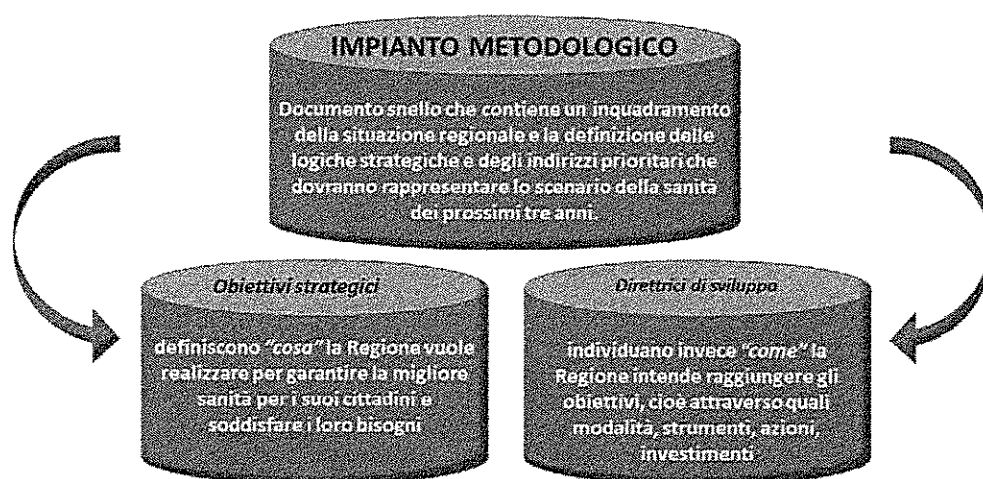 IMPIANTO METODOLOGICO
Documento snello che contiene un inquadramento
della situazione regionale e la definizione delle
logiche strategiche e degli indirizzi prioritari che
dovranno rappresentare lo scenario della sanità
dei prossimi tre anni.
Obiettivi strategici
definiscono "cosa" la Regione vuole
realizzare per garantire la migliore
sanità per i suoi cittadini e
soddisfare i loro bisogni
Direttrici di sviluppo
individuano invece "come" la
Regione intende raggiungere gli
obiettivi, cioè attraverso quali
modalità, strumenti, azioni,
investimenti